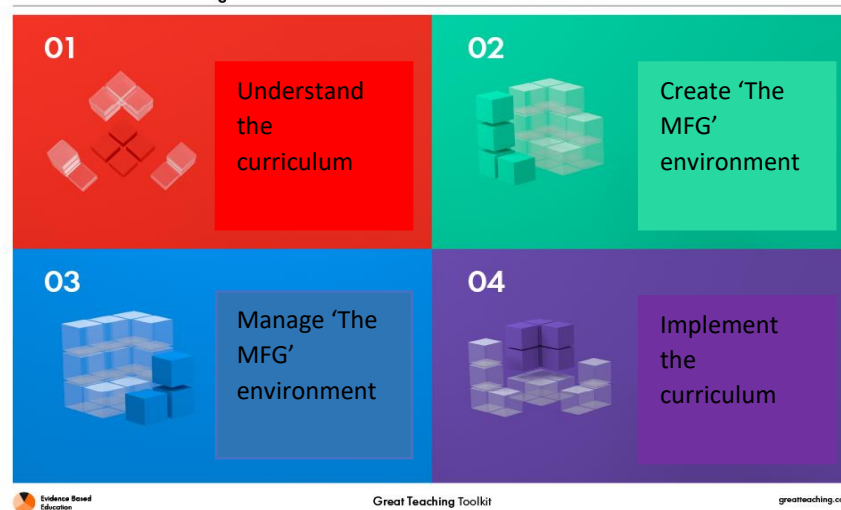 01
Understand
the
curriculum
02
Create ‘The
MFG’
environment
03
Manage ‘The
MFG’
environment
04
Implement
the
curriculum
Evidence Based
Education
Great Teaching Toolkit
greatteaching.co